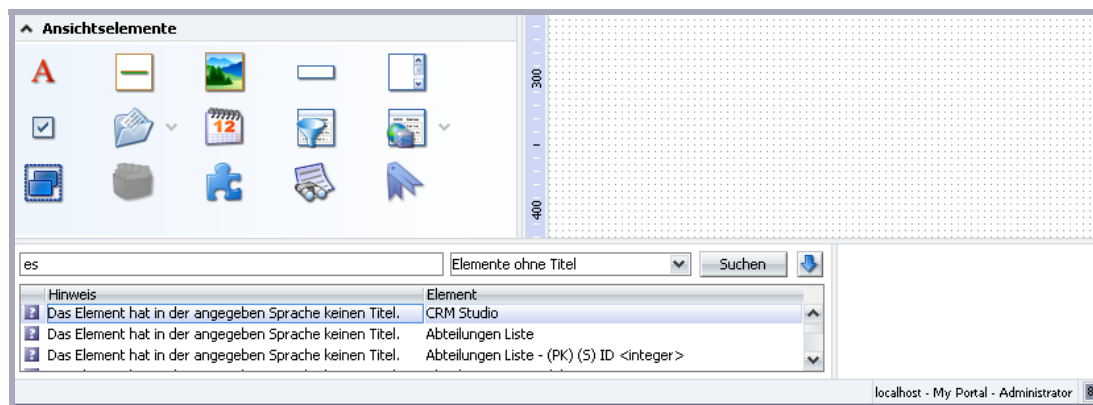 Ansichtselemente
A
12
300
400
es
Elemente ohne Titel
Suchen
Hinweis Element
Das Element hat in der angegeben Sprache keinen Titel. CRM Studio
Das Element hat in der angegeben Sprache keinen Titel. Abteilungen Liste
Das Element hat in der angegeben Sprache keinen Titel. Abteilungen Liste - (PK) (S) ID <integer>
localhost - My Portal - Administrator